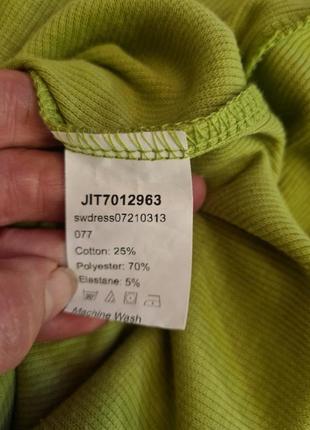 JIT7012963
swdress07210313
077
Cotton: 25%
Polyester: 70%
Elastane: 5%
Machine Wash